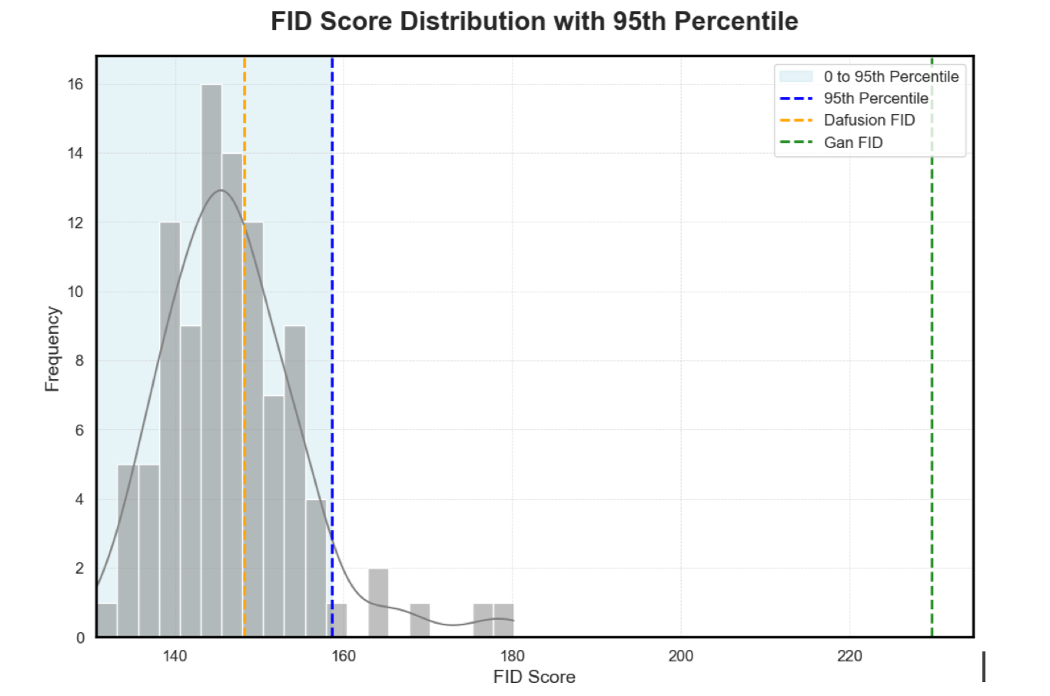 FID Score Distribution with 95th Percentile
16
14
12
10
8
6
4
2
0
Frequency
0 to 95th Percentile
95th Percentile
Dafusion FID
Gan FID
140 160 180 200 220
FID Score